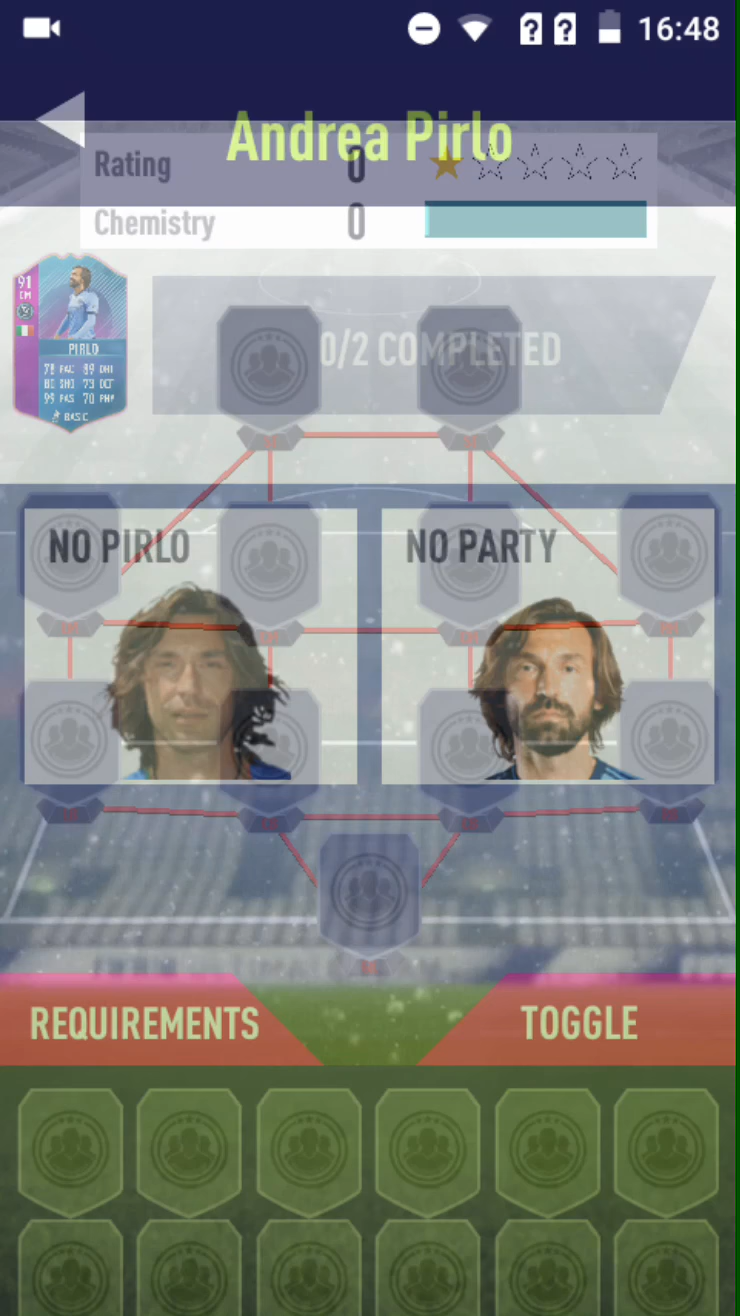 16:48
Andrea Pirlo
Rating 0
Chemistry 0
91
CM
PIRLO
0/2 COMPLETED
78 PAC 89 DRI
82 SHO 73 DEF
99 PAS 70 PHY
BASIC
NO PIRLO
NO PARTY
REQUIREMENTS
TOGGLE